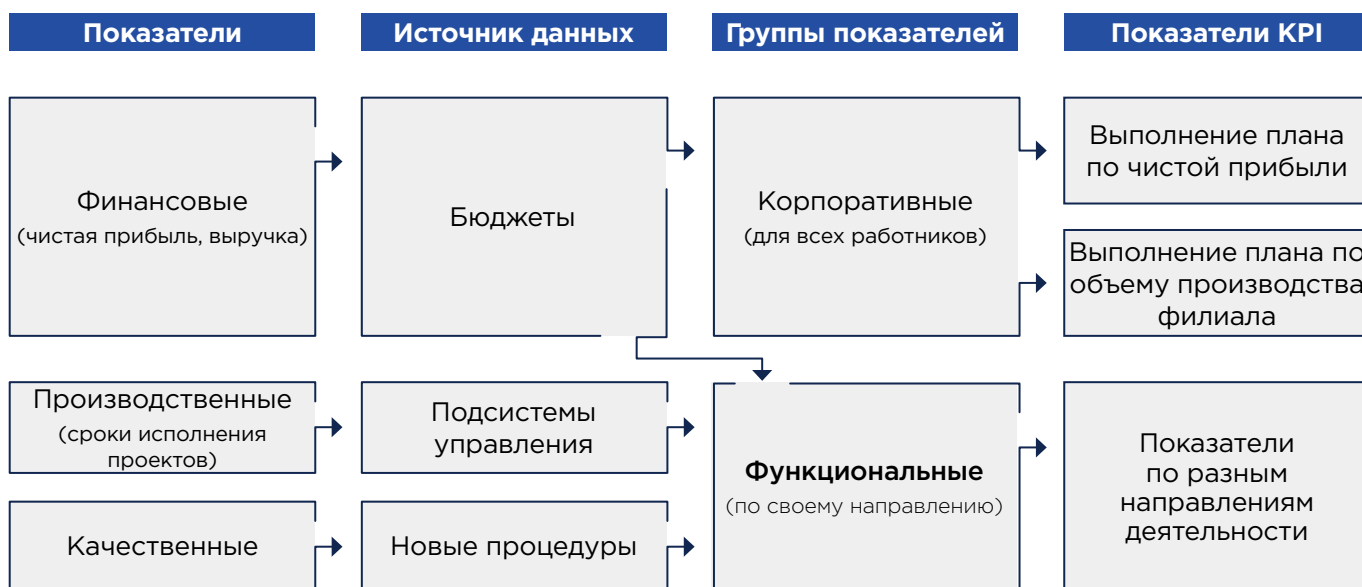 Показатели
Источник данных
Группы показателей
Показатели KPI
Финансовые
(чистая прибыль, выручка)
Бюджеты
Корпоративные
(для всех работников)
Выполнение плана
по чистой прибыли
Выполнение плана по
объему производства
филиала
Производственные
(сроки исполнения
проектов)
Подсистемы
управления
Функциональные
(по своему направлению)
Показатели
по разным
направлениям
деятельности
Качественные
Новые процедуры